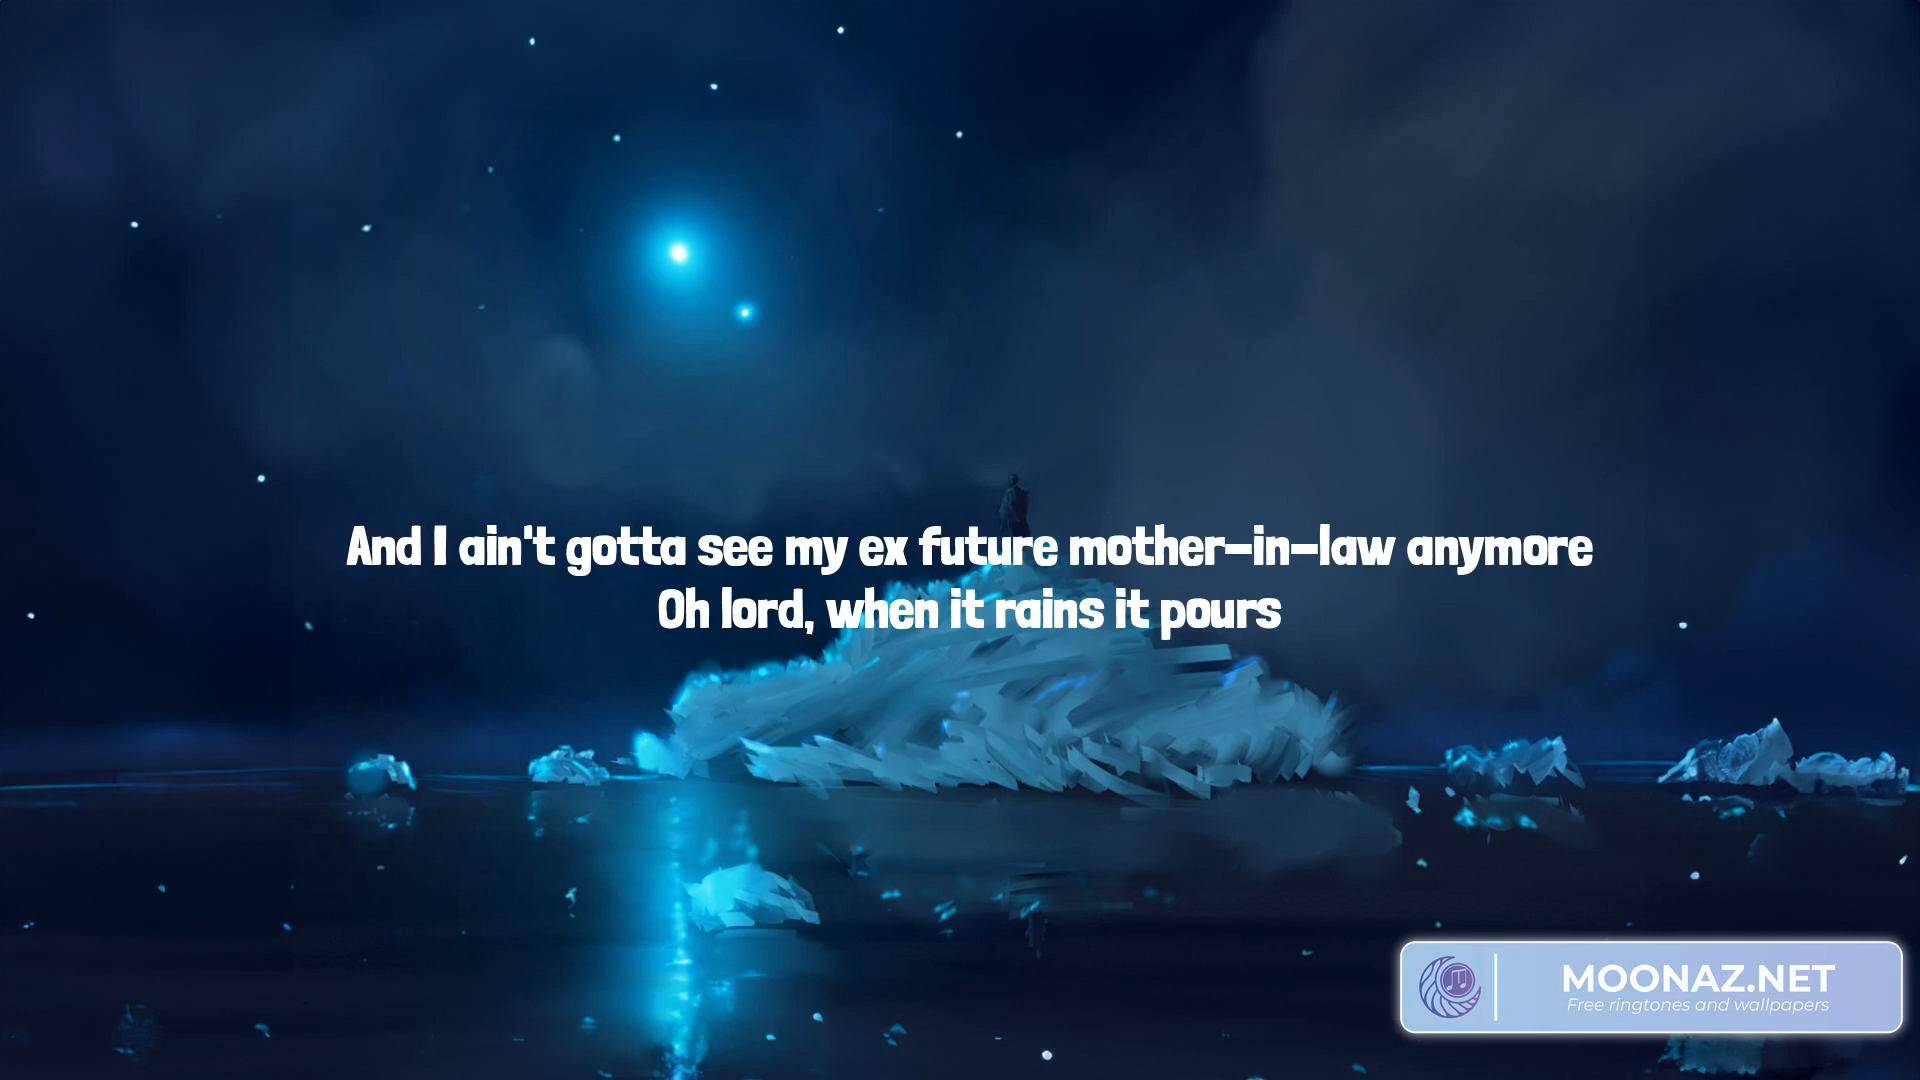 And I ain't gotta see my ex future mother-in-law anymore
Oh lord, when it rains it pours
MOONAZ.NET
Free ringtones and wallpapers